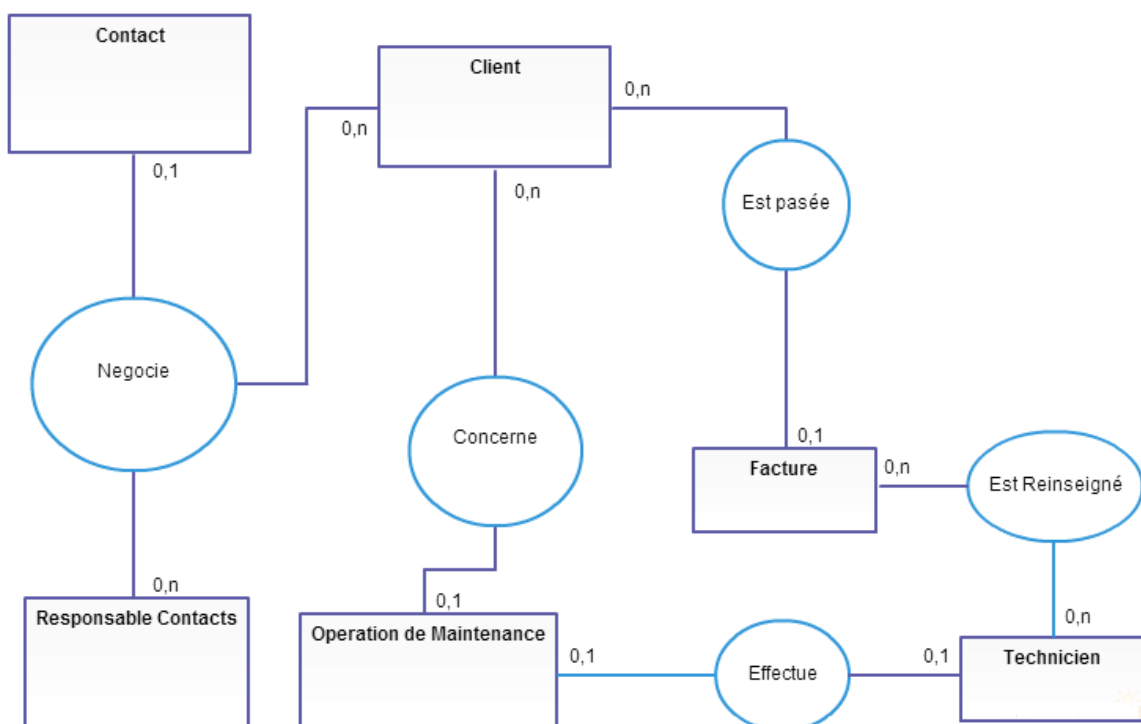 Contact
Client
0,n
0,n
0,1
0,n
Est pasée
Négocie
Concerne
0,1
Facture
0,n
Est Reinseigné
0,n
0,1
Responsable Contacts
Operation de Maintenance
0,n
0,1
0,1
Effectue
Technicien